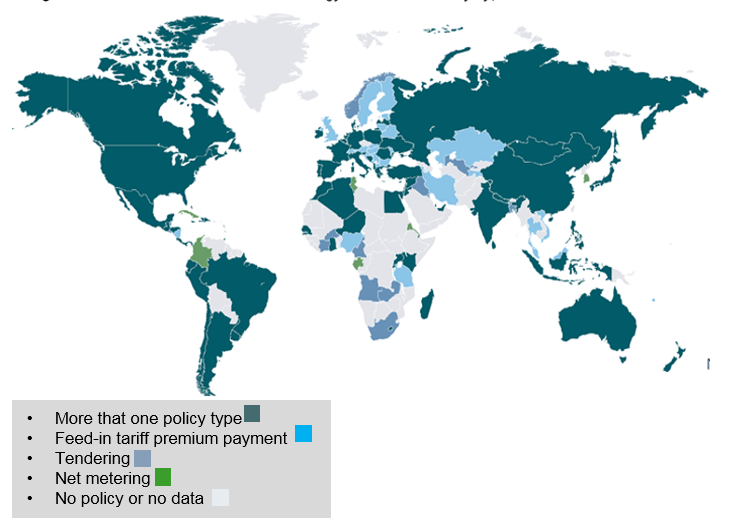 • More that one policy type
• Feed-in tariff premium payment
• Tendering
• Net metering
• No policy or no data